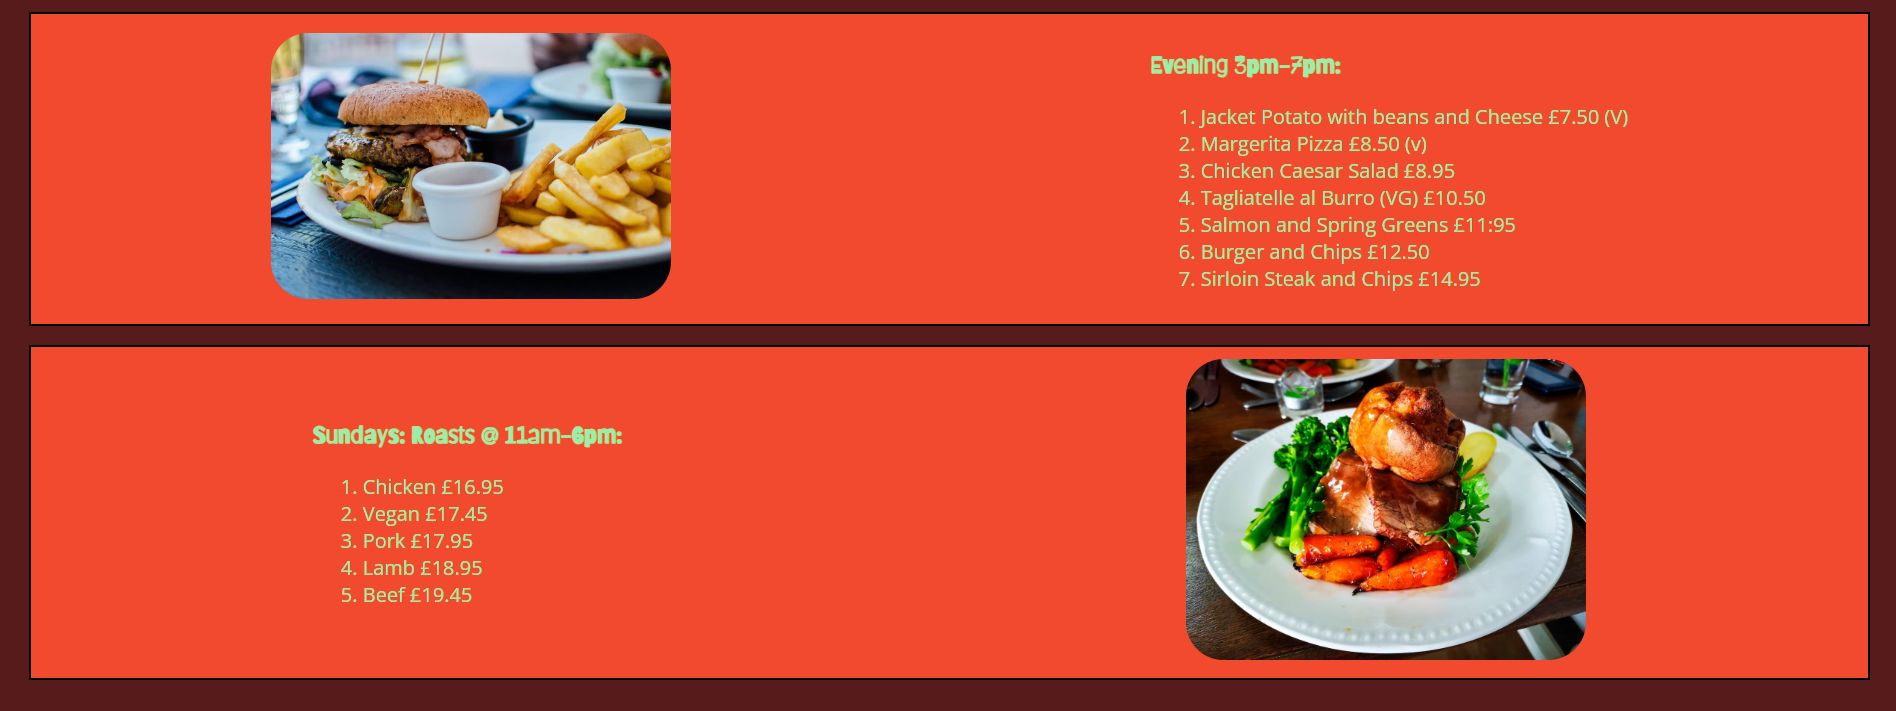 Evening 3pm-7pm:
1. Jacket Potato with beans and Cheese £7.50 (V)
2. Margerita Pizza £8.50 (v)
3. Chicken Caesar Salad £8.95
4. Tagliatelle al Burro (VG) £10.50
5. Salmon and Spring Greens £11:95
6. Burger and Chips £12.50
7. Sirloin Steak and Chips £14.95
Sundays: Roasts @ 11am-6pm:
1. Chicken £16.95
2. Vegan £17.45
3. Pork £17.95
4. Lamb £18.95
5. Beef £19.45